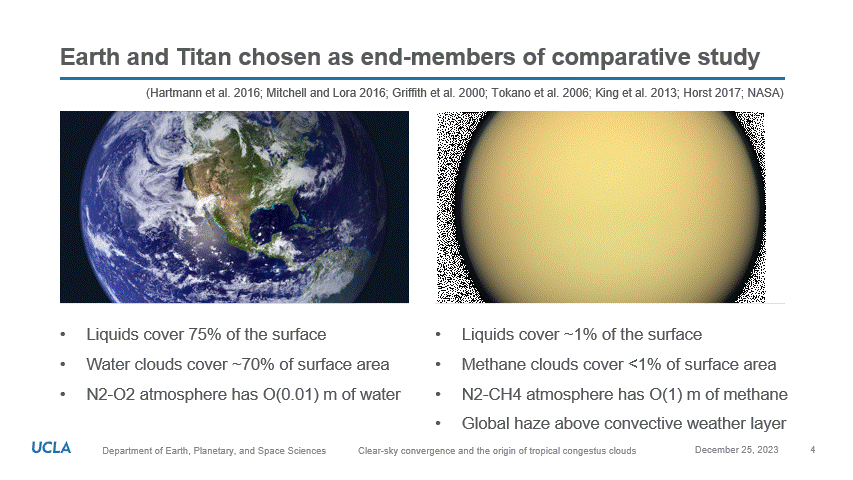 Earth and Titan chosen as end-members of comparative study
(Hartmann et al. 2016; Mitchell and Lora 2016; Griffith et al. 2000; Tokano et al. 2006; King et al. 2013; Horst 2017; NASA)
• Liquids cover 75% of the surface
• Water clouds cover ~70% of surface area
• N2-O2 atmosphere has O(0.01) m of water
• Liquids cover ~1% of the surface
• Methane clouds cover <1% of surface area
• N2-CH4 atmosphere has O(1) m of methane
• Global haze above convective weather layer
UCLA
Department of Earth, Planetary, and Space Sciences
Clear-sky convergence and the origin of tropical congestus clouds
December 25, 2023
4